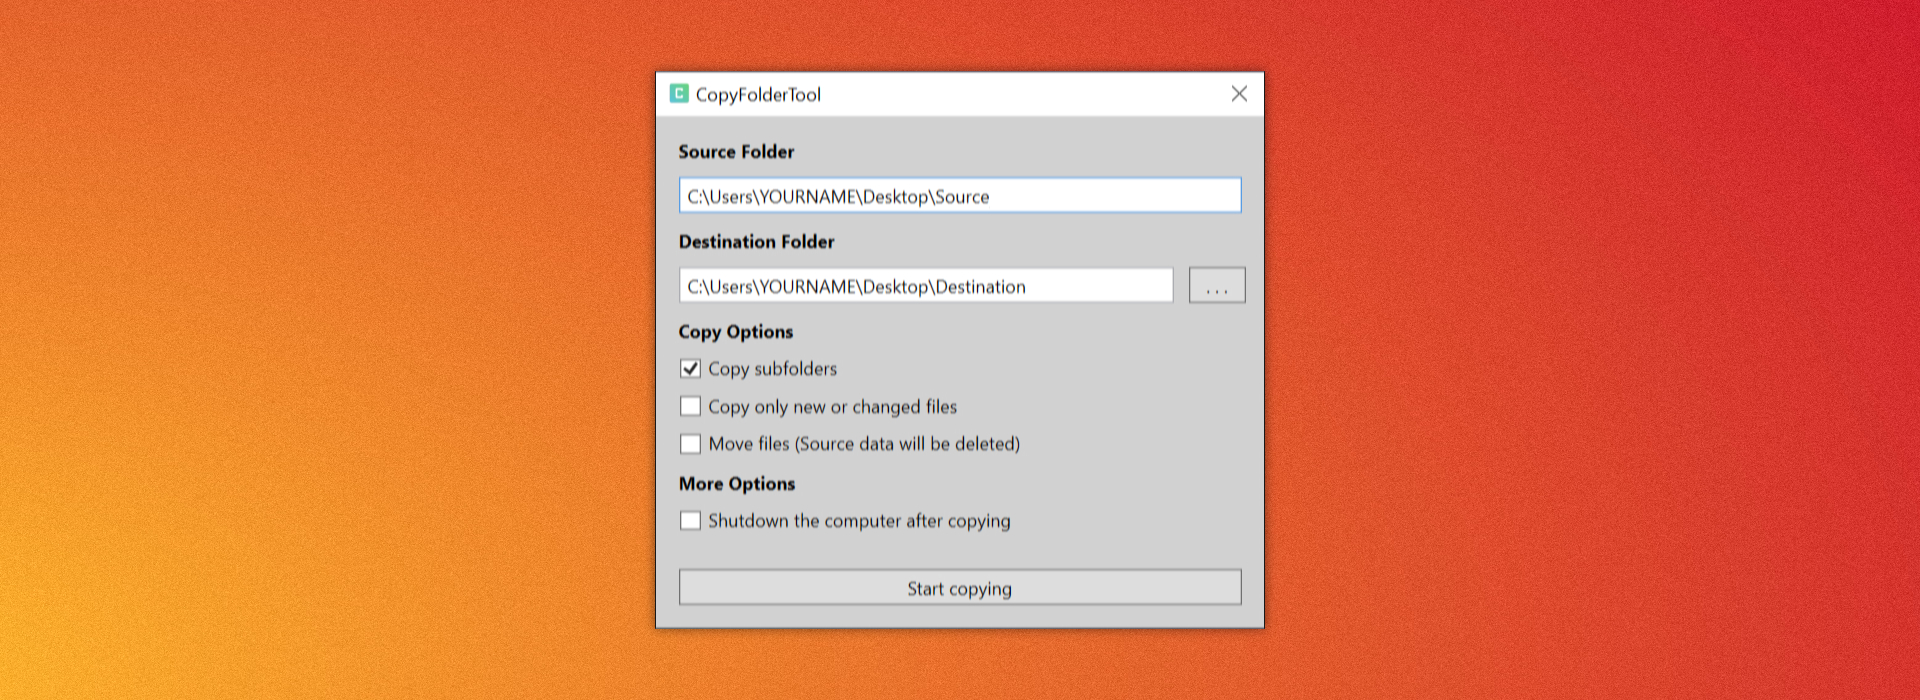 C CopyFolderTool
Source Folder
C:\Users\YOURNAME\Desktop\Source
Destination Folder
C:\Users\YOURNAME\Desktop\Destination ...
Copy Options
Copy subfolders
Copy only new or changed files
Move files (Source data will be deleted)
More Options
Shutdown the computer after copying
Start copying